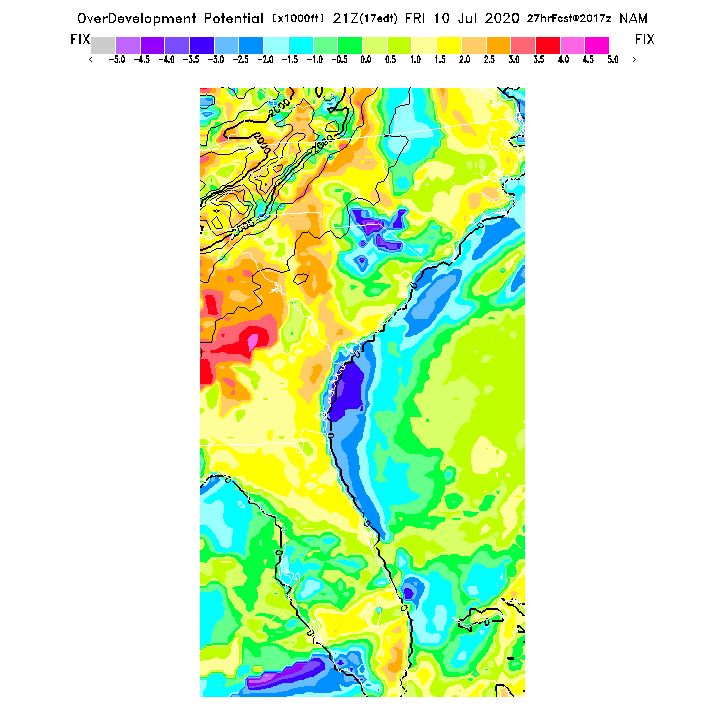 OverDevelopment Potential [x1000ft] 21Z(17edt) FRI 10 Jul 2020 27hrFcst@2017z NAM
FIX FIX
< -5.0 -4.5 -4.0 -3.5 -3.0 -2.5 -2.0 -1.5 -1.0 -0.5 0.0 0.5 1.0 1.5 2.0 2.5 3.0 3.5 4.0 4.5 5.0 >